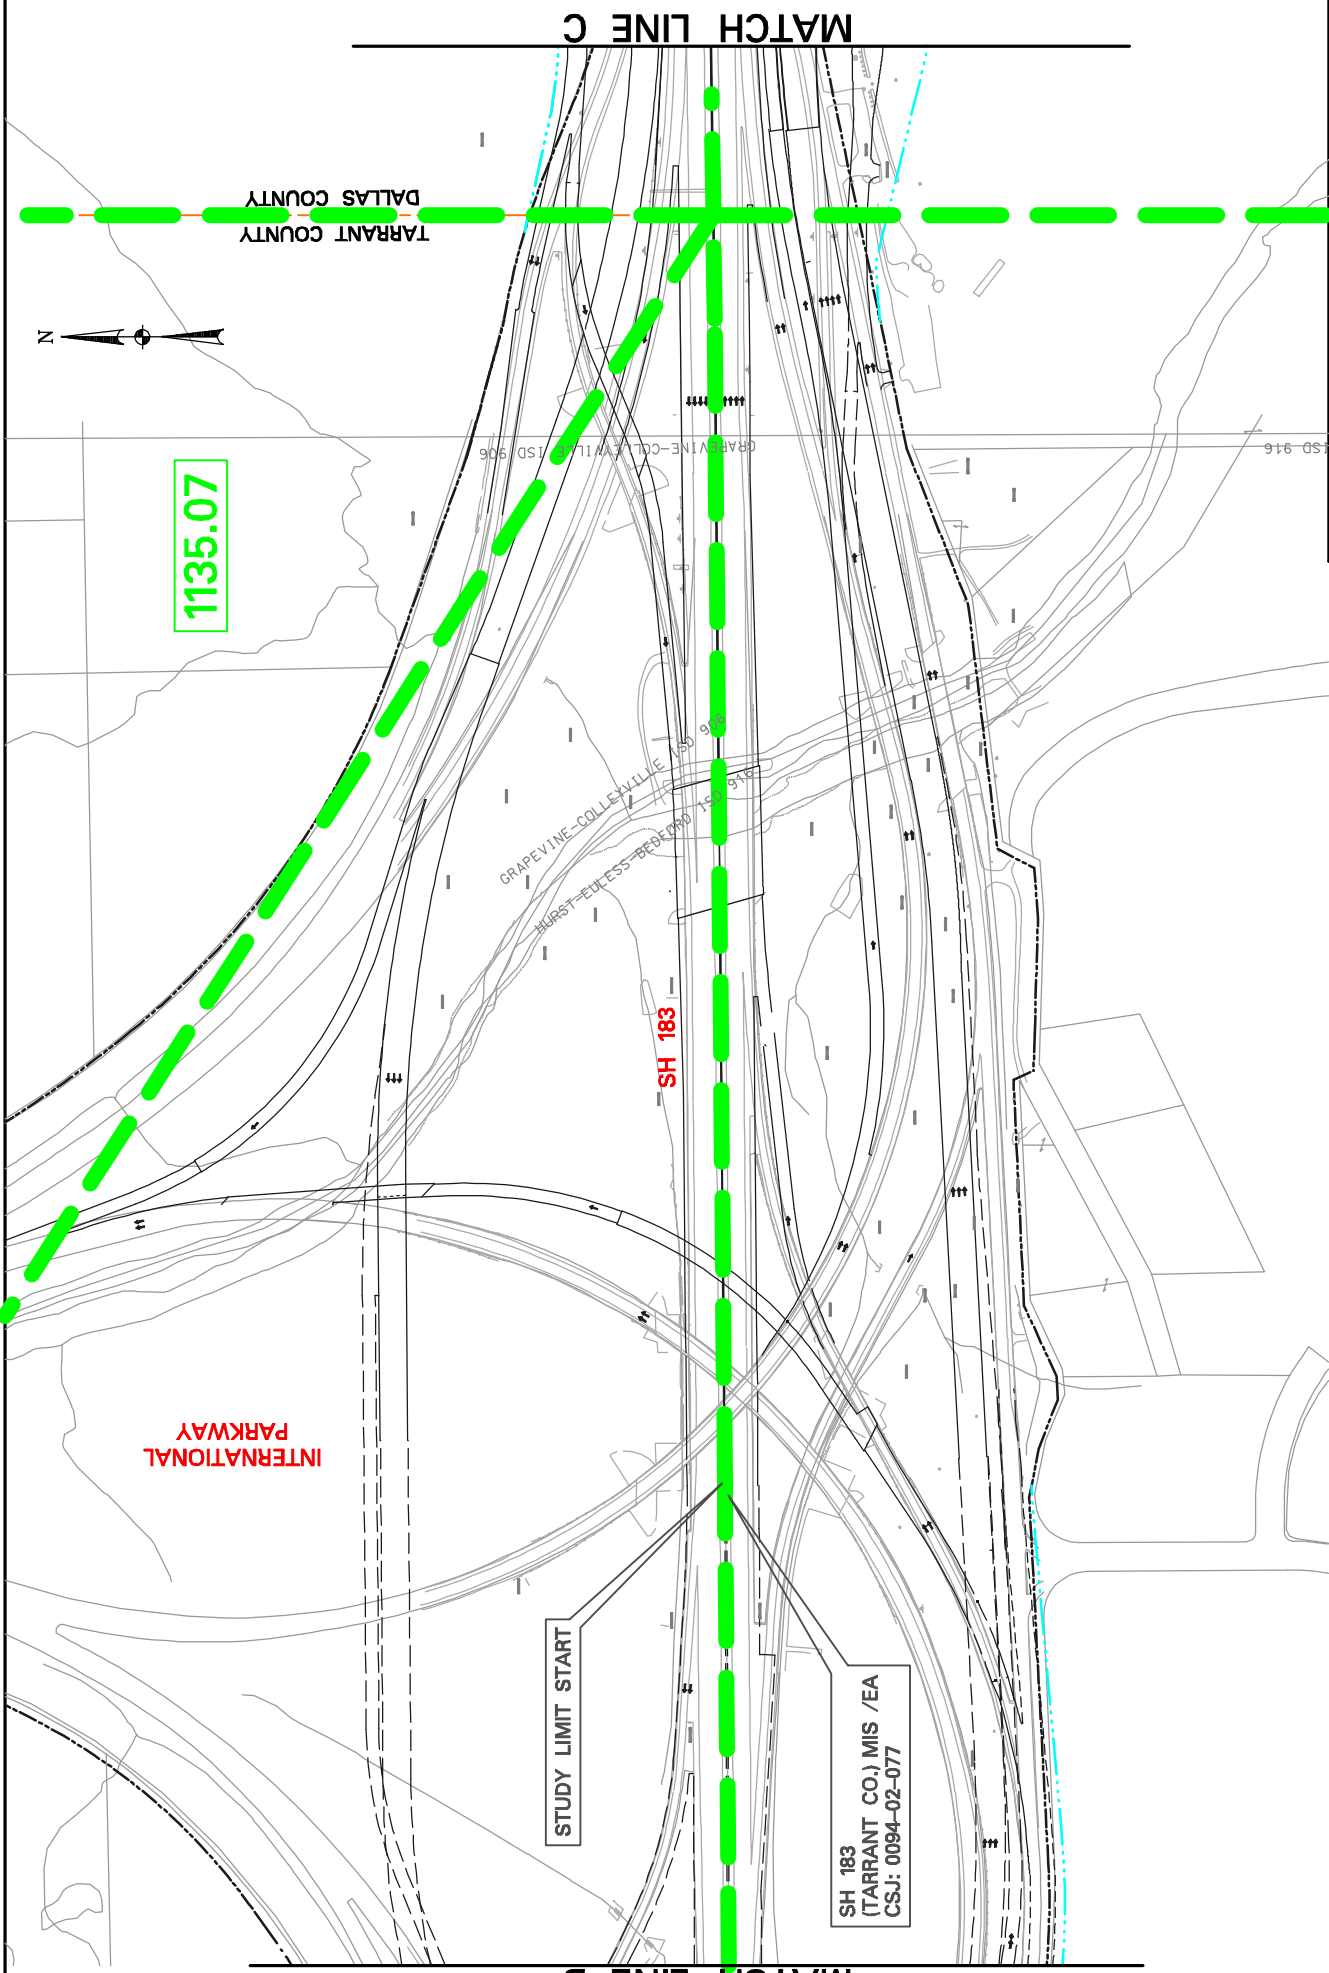 MATCH LINE C
DALLAS COUNTY
TARRANT COUNTY
N
GRAPEVINE-COLLEYVILLE ISD 906
ISD 916
1135.07
GRAPEVINE-COLLEYVILLE ISD 906
HURST-EULESS-BEDFORD ISD 916
SH 183
INTERNATIONAL
PARKWAY
STUDY LIMIT START
SH 183
(TARRANT CO.) MIS /EA
CSJ: 0094-02-077